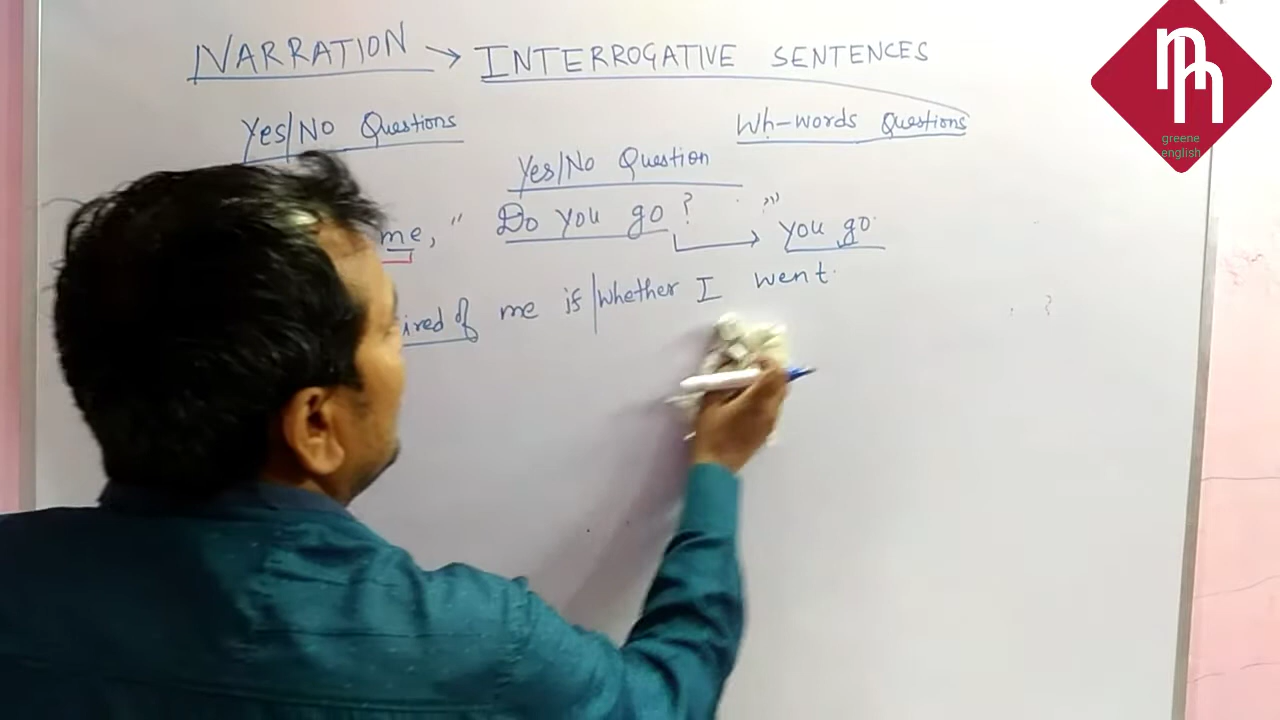 NARRATION → INTERROGATIVE SENTENCES
Yes/No Questions
Wh-words Questions
Yes/No Question
me, " Do you go ? "
you go
ired of me if/whether I went.
greene
english